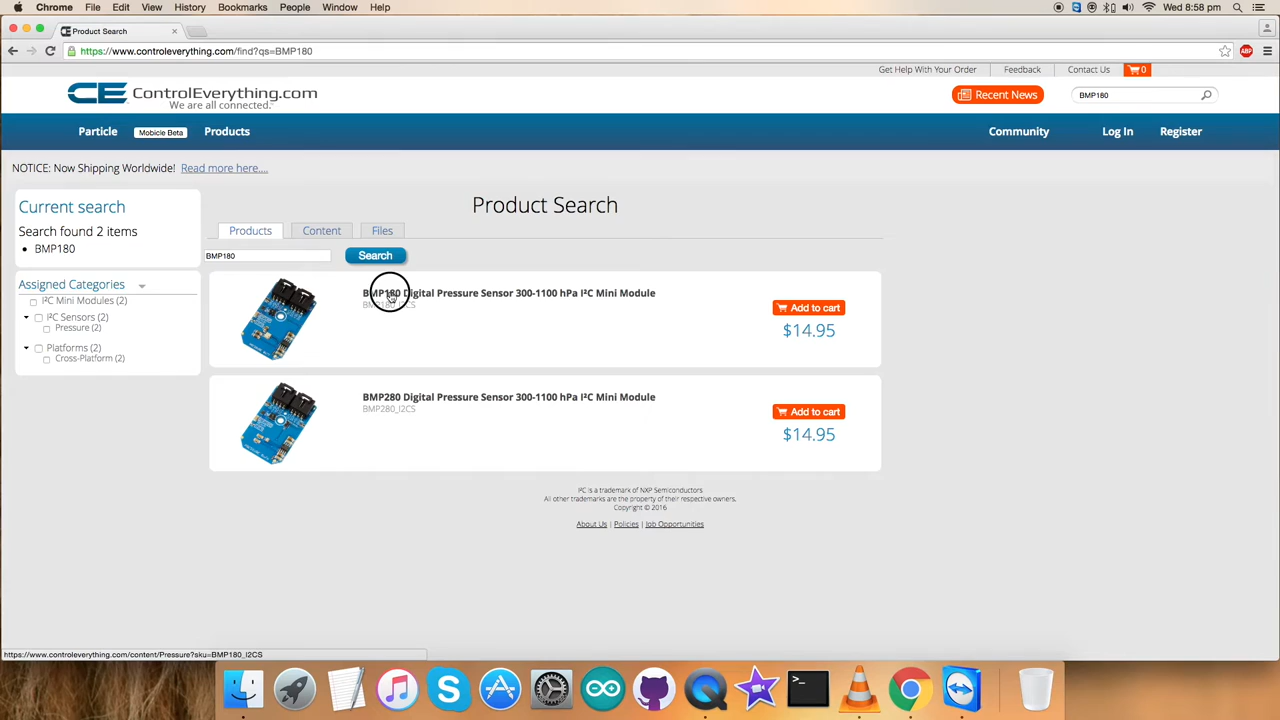 Chrome File Edit View History Bookmarks People Window Help Wed 8:58 pm
Product Search
https://www.controleverything.com/find?qs=BMP180 ABP
Get Help With Your Order Feedback Contact Us 0
CE ControlEverything.com
We are all connected.™
Recent News BMP180
Particle Mobicle Beta Products Community Log In Register
NOTICE: Now Shipping Worldwide! Read more here....
Current search
Search found 2 items
BMP180
Assigned Categories
I²C Mini Modules (2)
I²C Sensors (2)
Pressure (2)
Platforms (2)
Cross-Platform (2)
Product Search
Products Content Files
BMP180 Search
BMP180 Digital Pressure Sensor 300-1100 hPa I²C Mini Module
BMP180_I2CS
Add to cart
$14.95
BMP280 Digital Pressure Sensor 300-1100 hPa I²C Mini Module
BMP280_I2CS
Add to cart
$14.95
I²C is a trademark of NXP Semiconductors
All other trademarks are the property of their respective owners.
Copyright © 2016
About Us | Policies | Job Opportunities
https://www.controleverything.com/content/Pressure?sku=BMP180_I2CS